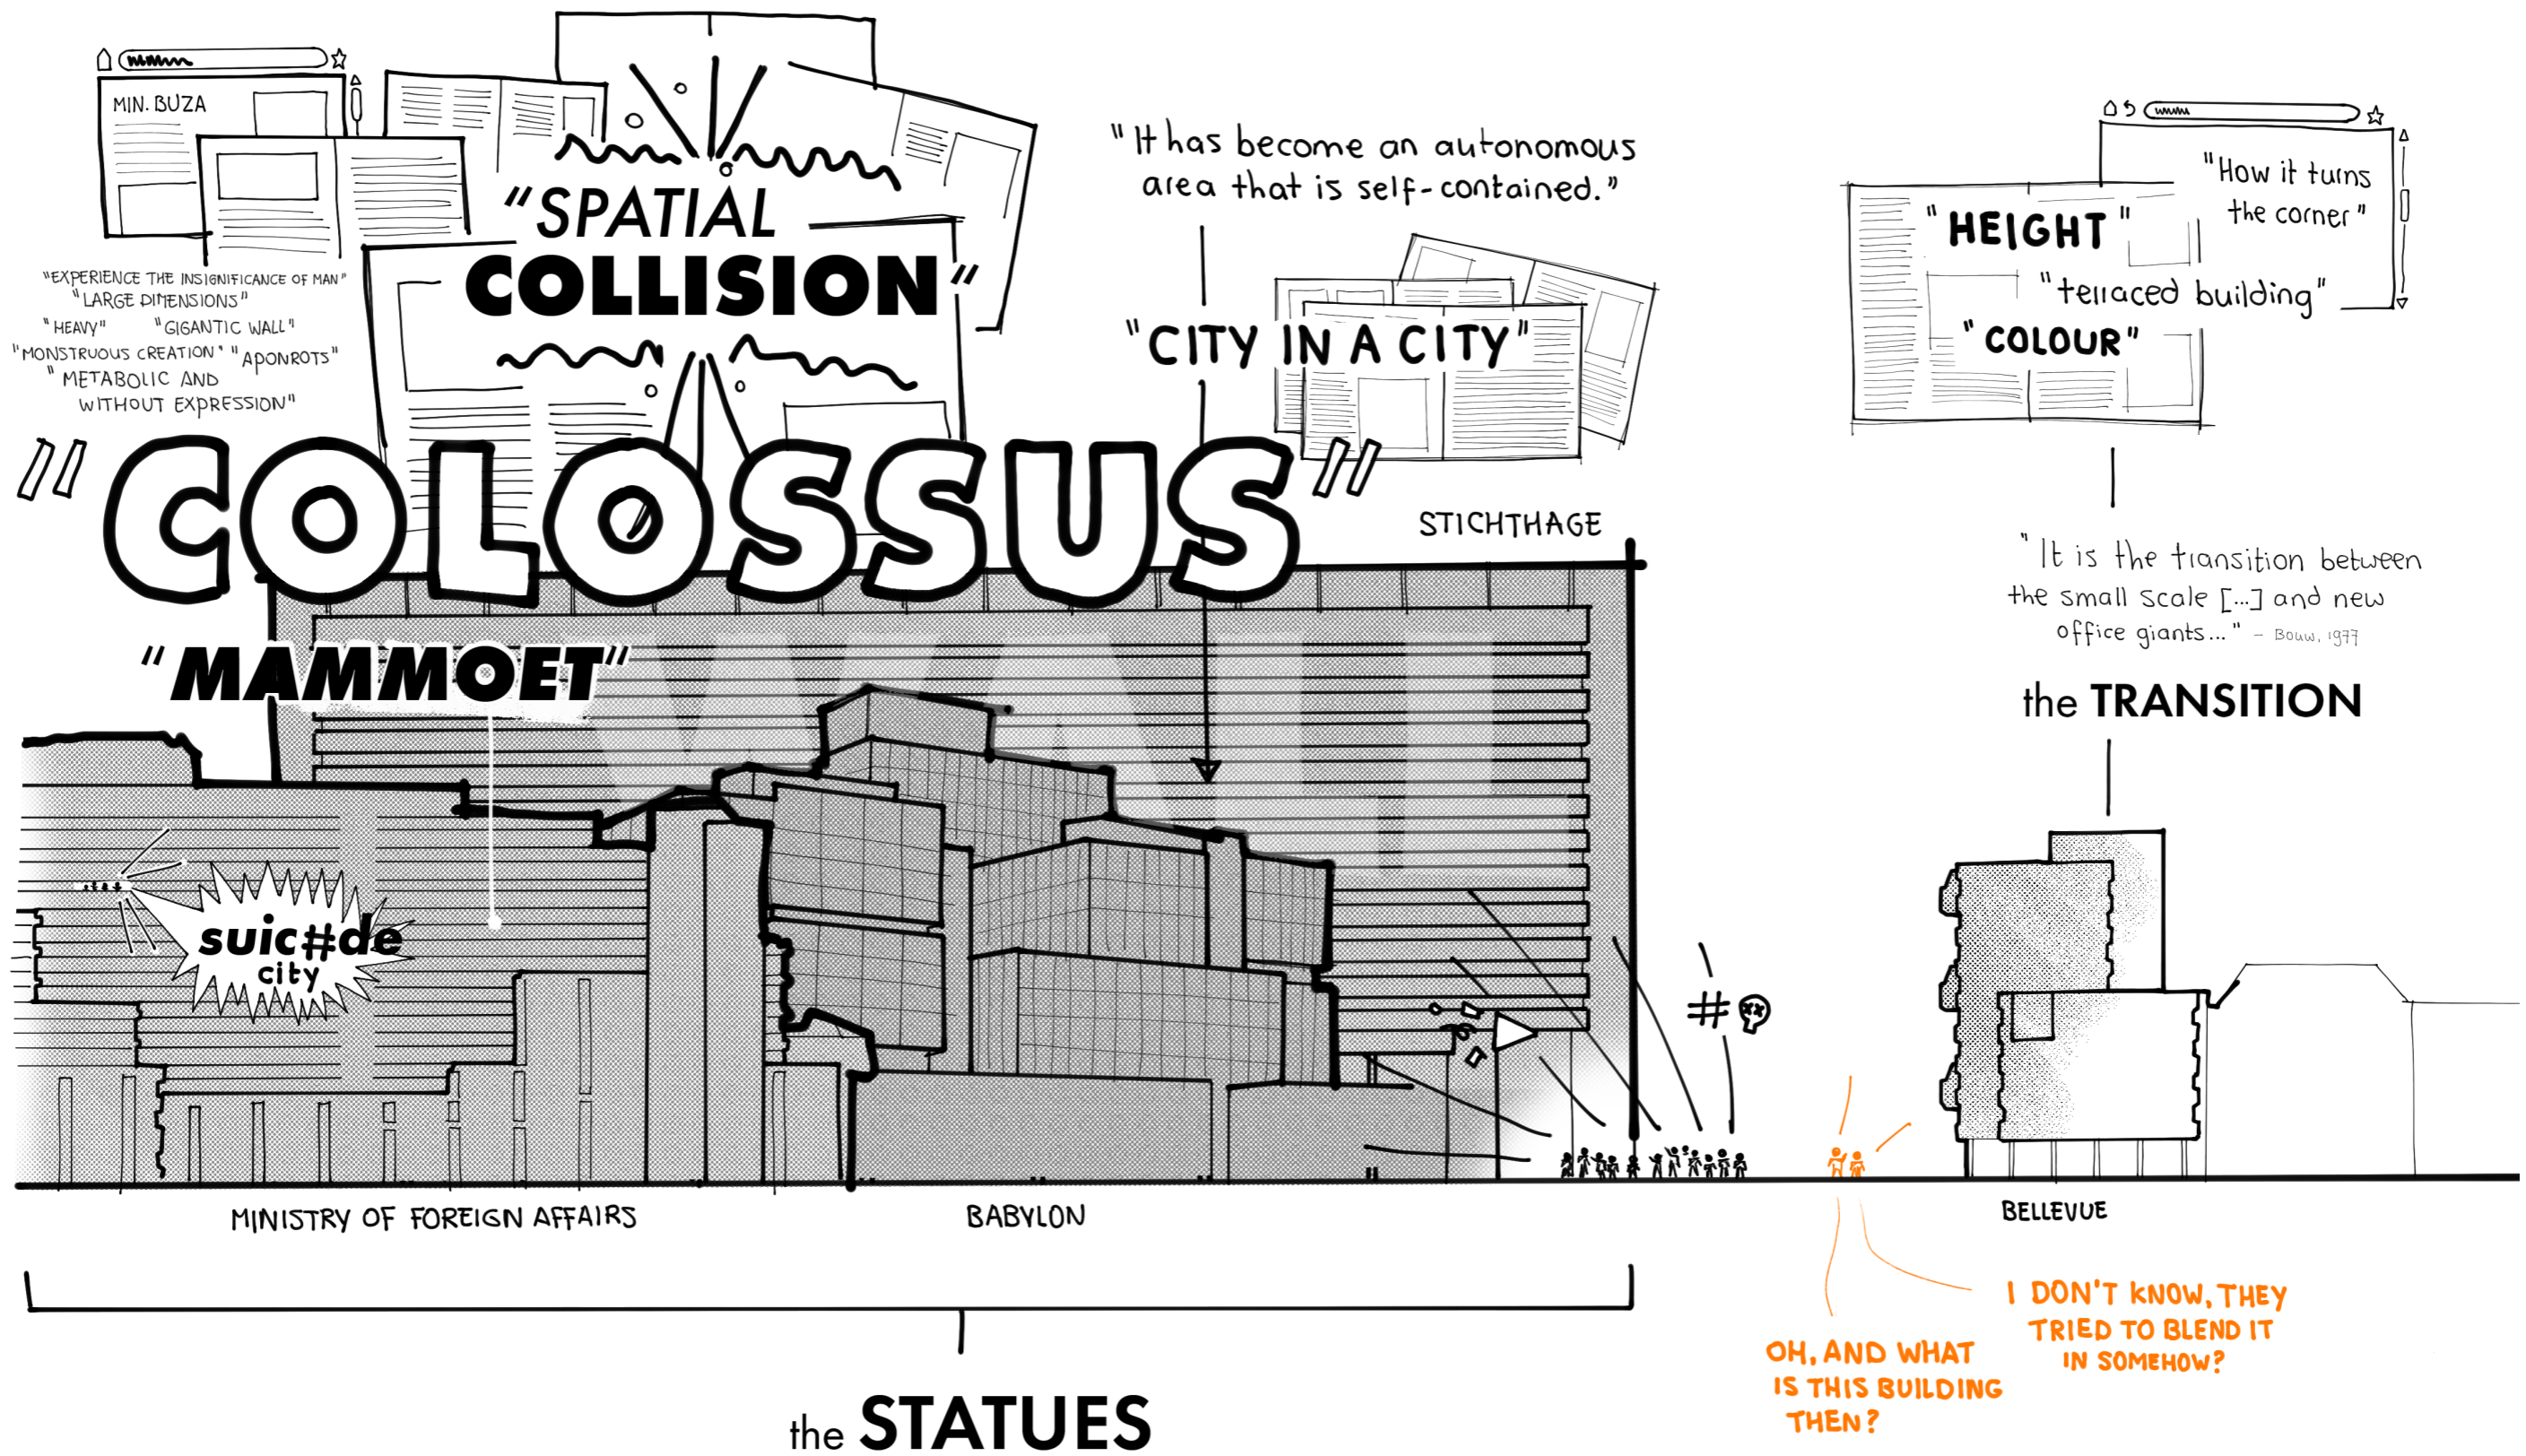 MIN. BUZA
"SPATIAL
COLLISION"
"EXPERIENCE THE INSIGNIFICANCE OF MAN"
"LARGE DIMENSIONS"
"HEAVY" "GIGANTIC WALL"
"MONSTRUOUS CREATION" "APONROTS"
"METABOLIC AND
WITHOUT EXPRESSION"
"It has become an autonomous
area that is self-contained."
"CITY IN A CITY"
"COLOSSUS"
STICHTHAGE
"MAMMOET"
WALL
suic#de
city
#
MINISTRY OF FOREIGN AFFAIRS
BABYLON
the STATUES
"How it turns
the corner"
"HEIGHT"
"terraced building"
"COLOUR"
"It is the transition between
the small scale [...] and new
office giants..." - Bouw, 1977
the TRANSITION
BELLEVUE
OH, AND WHAT
IS THIS BUILDING
THEN?
I DON'T KNOW, THEY
TRIED TO BLEND IT
IN SOMEHOW?